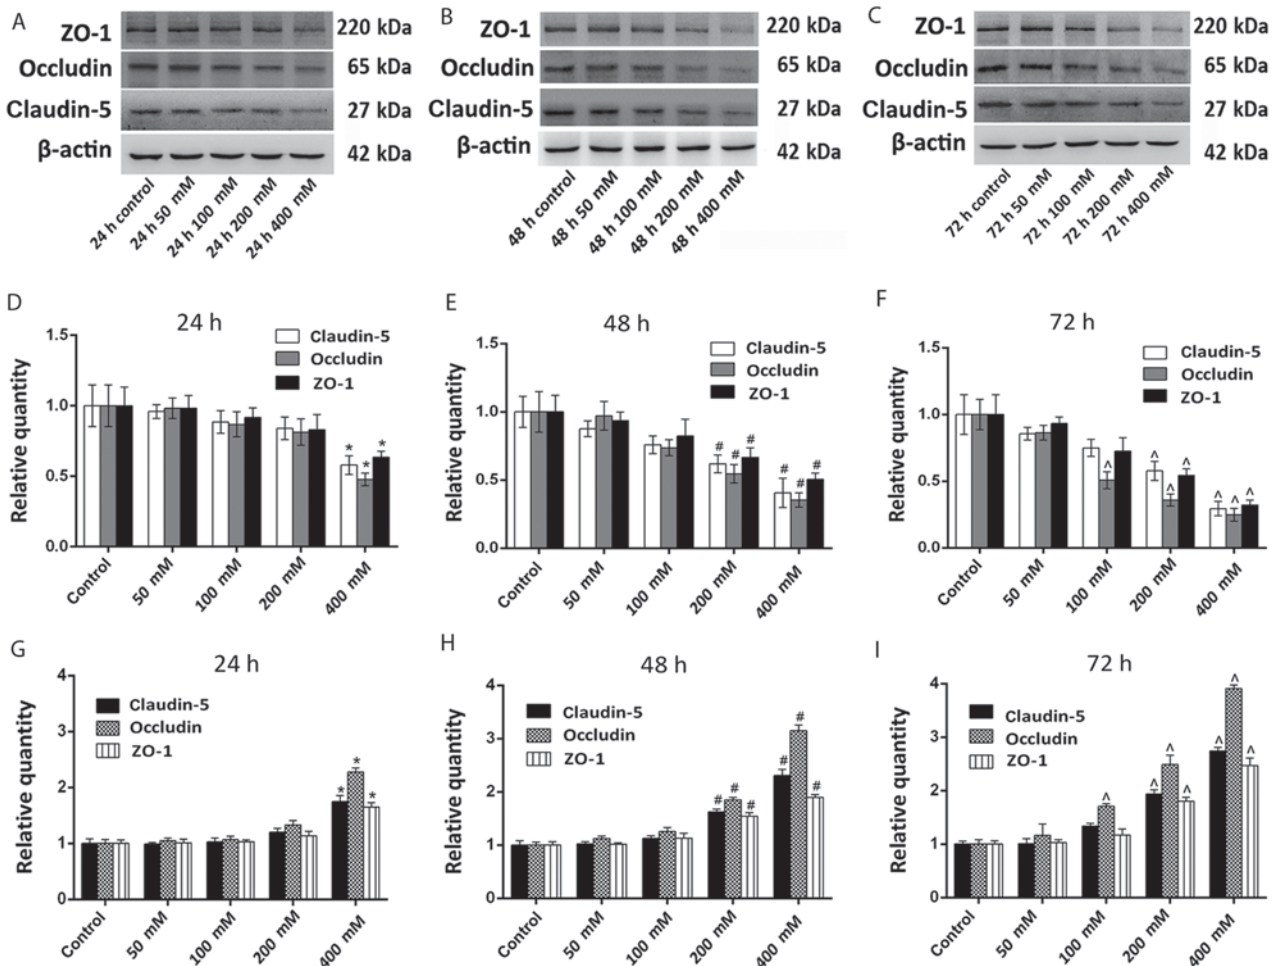 A
ZO-1
220 kDa
Occludin
65 kDa
Claudin-5
27 kDa
β-actin
42 kDa
24 h control
24 h 50 mM
24 h 100 mM
24 h 200 mM
24 h 400 mM
B
ZO-1
220 kDa
Occludin
65 kDa
Claudin-5
27 kDa
β-actin
42 kDa
48 h control
48 h 50 mM
48 h 100 mM
48 h 200 mM
48 h 400 mM
C
ZO-1
220 kDa
Occludin
65 kDa
Claudin-5
27 kDa
β-actin
42 kDa
72 h control
72 h 50 mM
72 h 100 mM
72 h 200 mM
72 h 400 mM
D
24 h
Relative quantity
1.5
1.0
0.5
0.0
Claudin-5
Occludin
ZO-1
* * *
Control
50 mM
100 mM
200 mM
400 mM
E
48 h
Relative quantity
1.5
1.0
0.5
0.0
Claudin-5
Occludin
ZO-1
# # #
# # #
Control
50 mM
100 mM
200 mM
400 mM
F
72 h
Relative quantity
1.5
1.0
0.5
0.0
Claudin-5
Occludin
ZO-1
^
^ ^ ^
^ ^ ^
Control
50 mM
100 mM
200 mM
400 mM
G
24 h
Relative quantity
4
3
2
1
0
Claudin-5
Occludin
ZO-1
* * *
Control
50 mM
100 mM
200 mM
400 mM
H
48 h
Relative quantity
4
3
2
1
0
Claudin-5
Occludin
ZO-1
# # #
# # #
Control
50 mM
100 mM
200 mM
400 mM
I
72 h
Relative quantity
4
3
2
1
0
Claudin-5
Occludin
ZO-1
^
^ ^ ^
^ ^ ^
Control
50 mM
100 mM
200 mM
400 mM